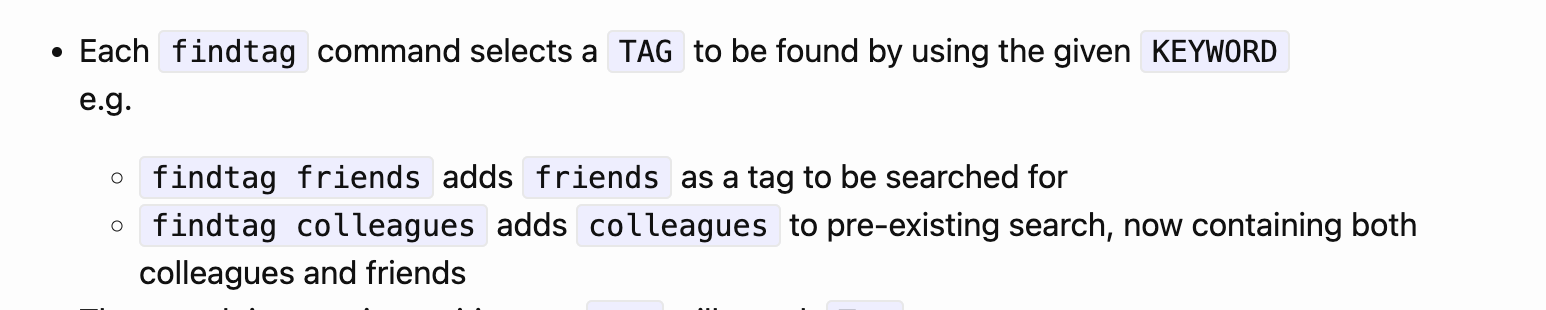 • Each findtag command selects a TAG to be found by using the given KEYWORD
e.g.
○ findtag friends adds friends as a tag to be searched for
○ findtag colleagues adds colleagues to pre-existing search, now containing both
colleagues and friends